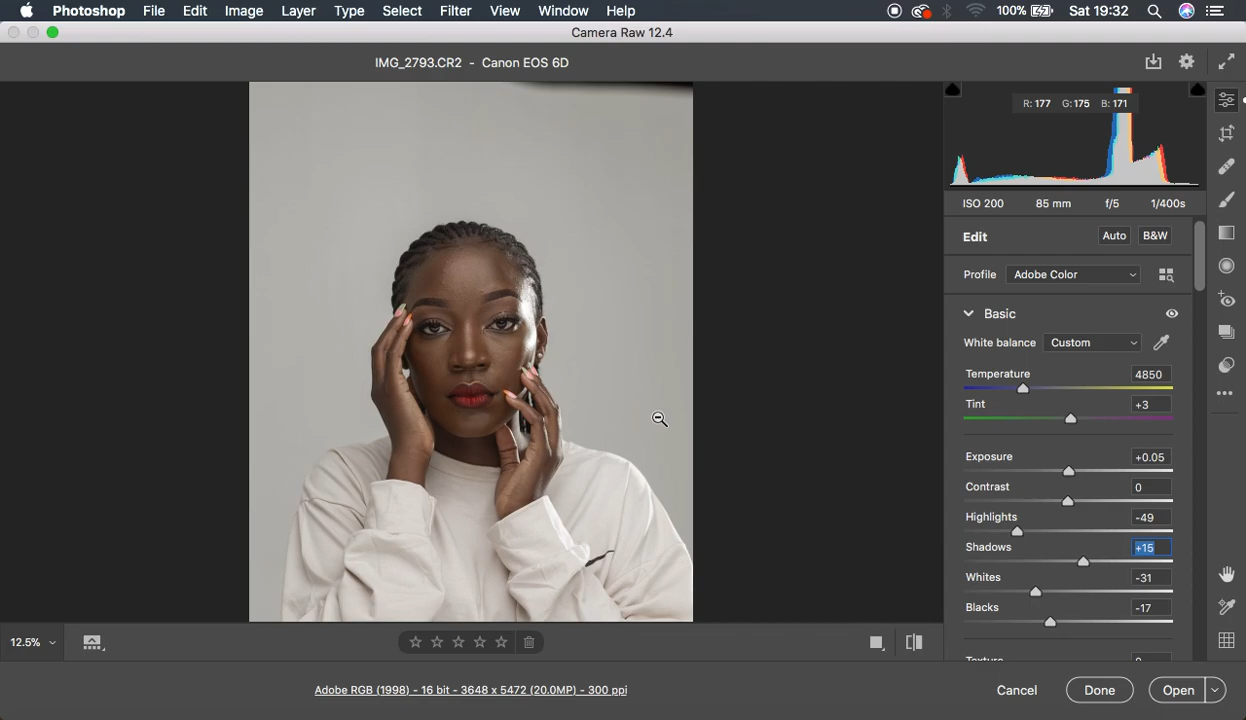 Photoshop File Edit Image Layer Type Select Filter View Window Help 100% Sat 19:32
Camera Raw 12.4
IMG_2793.CR2 - Canon EOS 6D
R: 177 G: 175 B: 171
ISO 200 85 mm f/5 1/400s
Edit Auto B&W
Profile Adobe Color
Basic
White balance Custom
Temperature 4850
Tint +3
Exposure +0.05
Contrast 0
Highlights -49
Shadows +15
Whites -31
Blacks -17
12.5%
Adobe RGB (1998) - 16 bit - 3648 x 5472 (20.0MP) - 300 ppi
Cancel Done Open